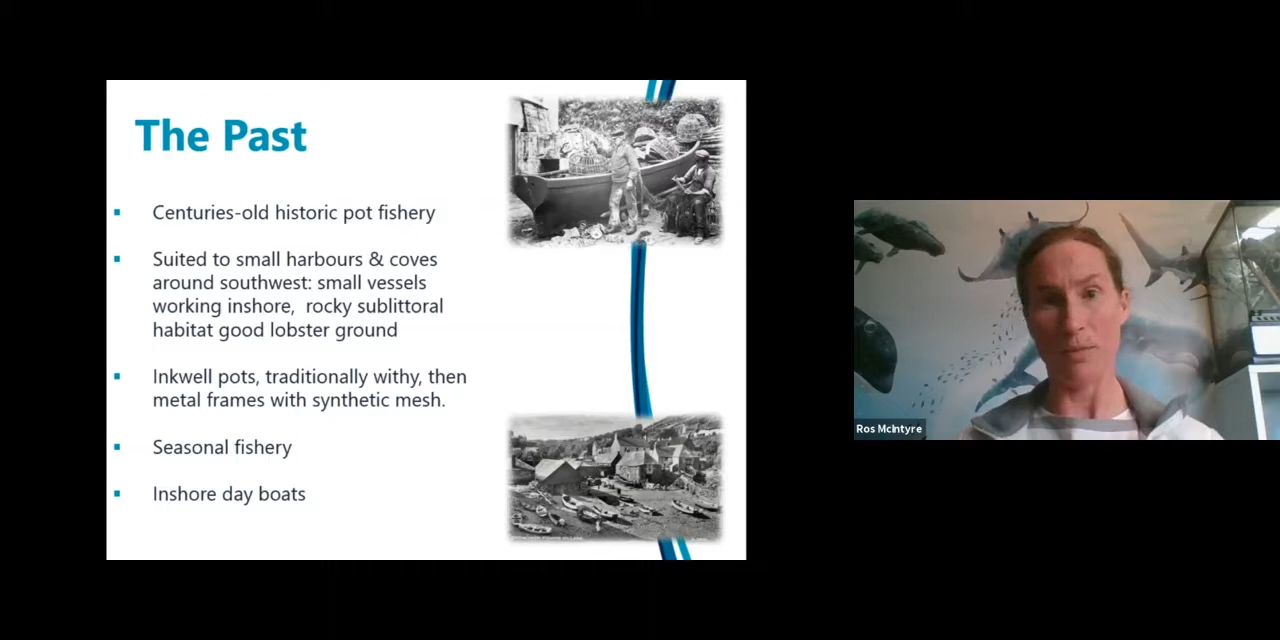 The Past
Centuries-old historic pot fishery
Suited to small harbours & coves
around southwest: small vessels
working inshore, rocky sublittoral
habitat good lobster ground
Inkwell pots, traditionally withy, then
metal frames with synthetic mesh.
Seasonal fishery
Inshore day boats
Ros McIntyre